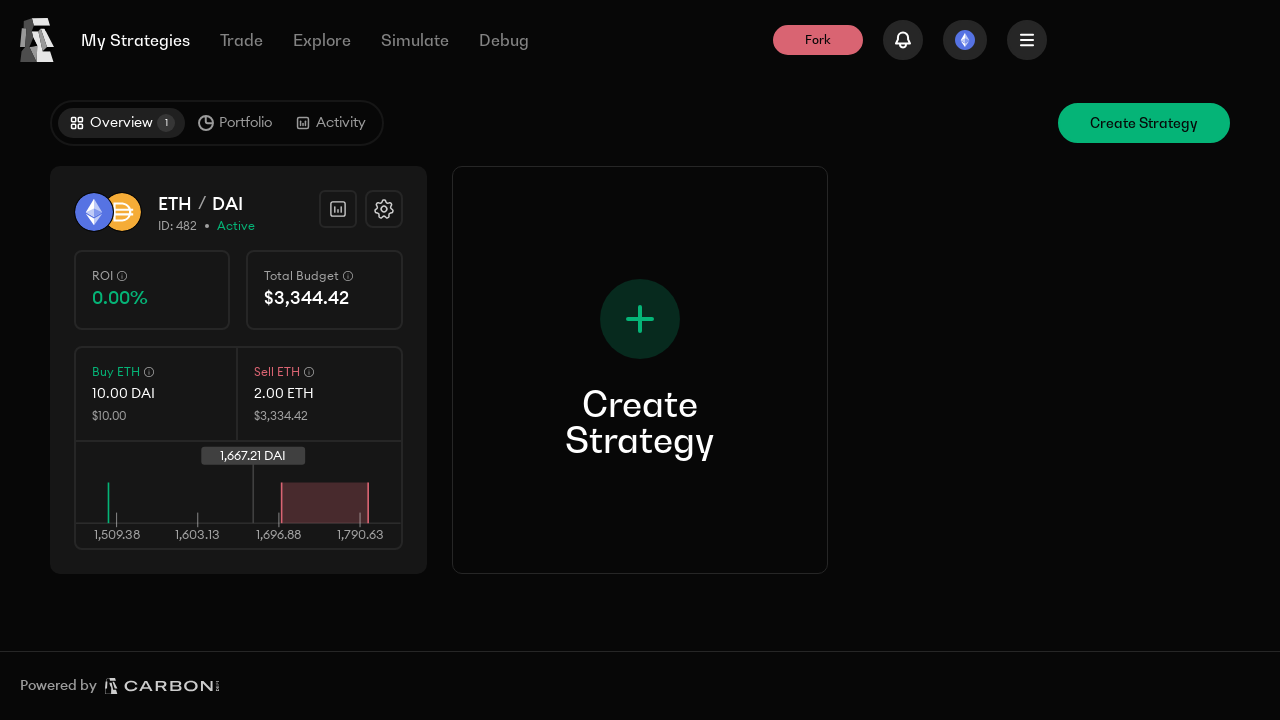 My Strategies
Trade
Explore
Simulate
Debug
Fork
Overview 1
Portfolio
Activity
Create Strategy
ETH / DAI
ID: 482 • Active
ROI
0.00%
Total Budget
$3,344.42
Buy ETH
10.00 DAI
$10.00
Sell ETH
2.00 ETH
$3,334.42
1,667.21 DAI
1,509.38
1,603.13
1,696.88
1,790.63
Create
Strategy
Powered by CARBON